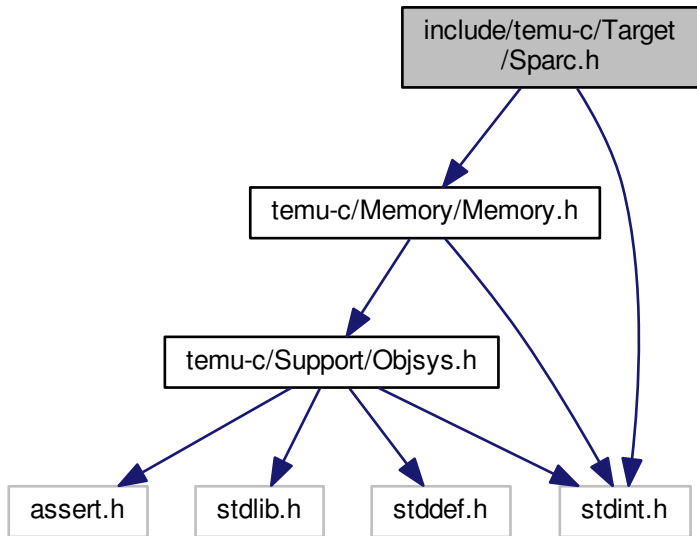 include/temu-c/Target
/Sparc.h
temu-c/Memory/Memory.h
temu-c/Support/Objsys.h
assert.h
stdlib.h
stddef.h
stdint.h